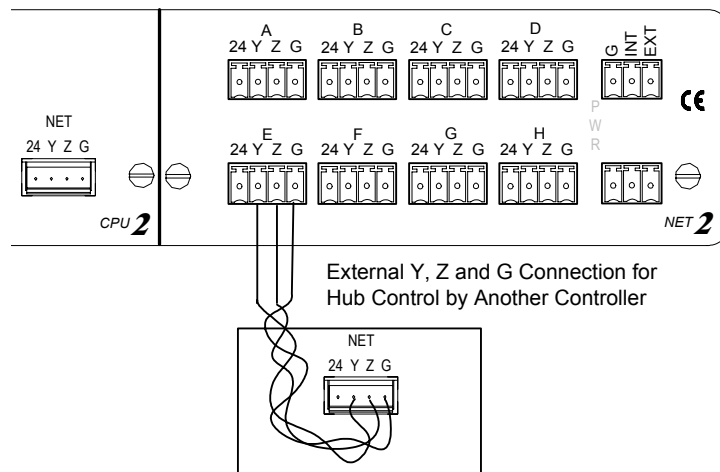 A B C D
24 Y Z G 24 Y Z G 24 Y Z G 24 Y Z G G INT EXT
CE
PWR
NET
24 Y Z G
E F G H
24 Y Z G 24 Y Z G 24 Y Z G 24 Y Z G
CPU 2
NET 2
External Y, Z and G Connection for
Hub Control by Another Controller
NET
24 Y Z G